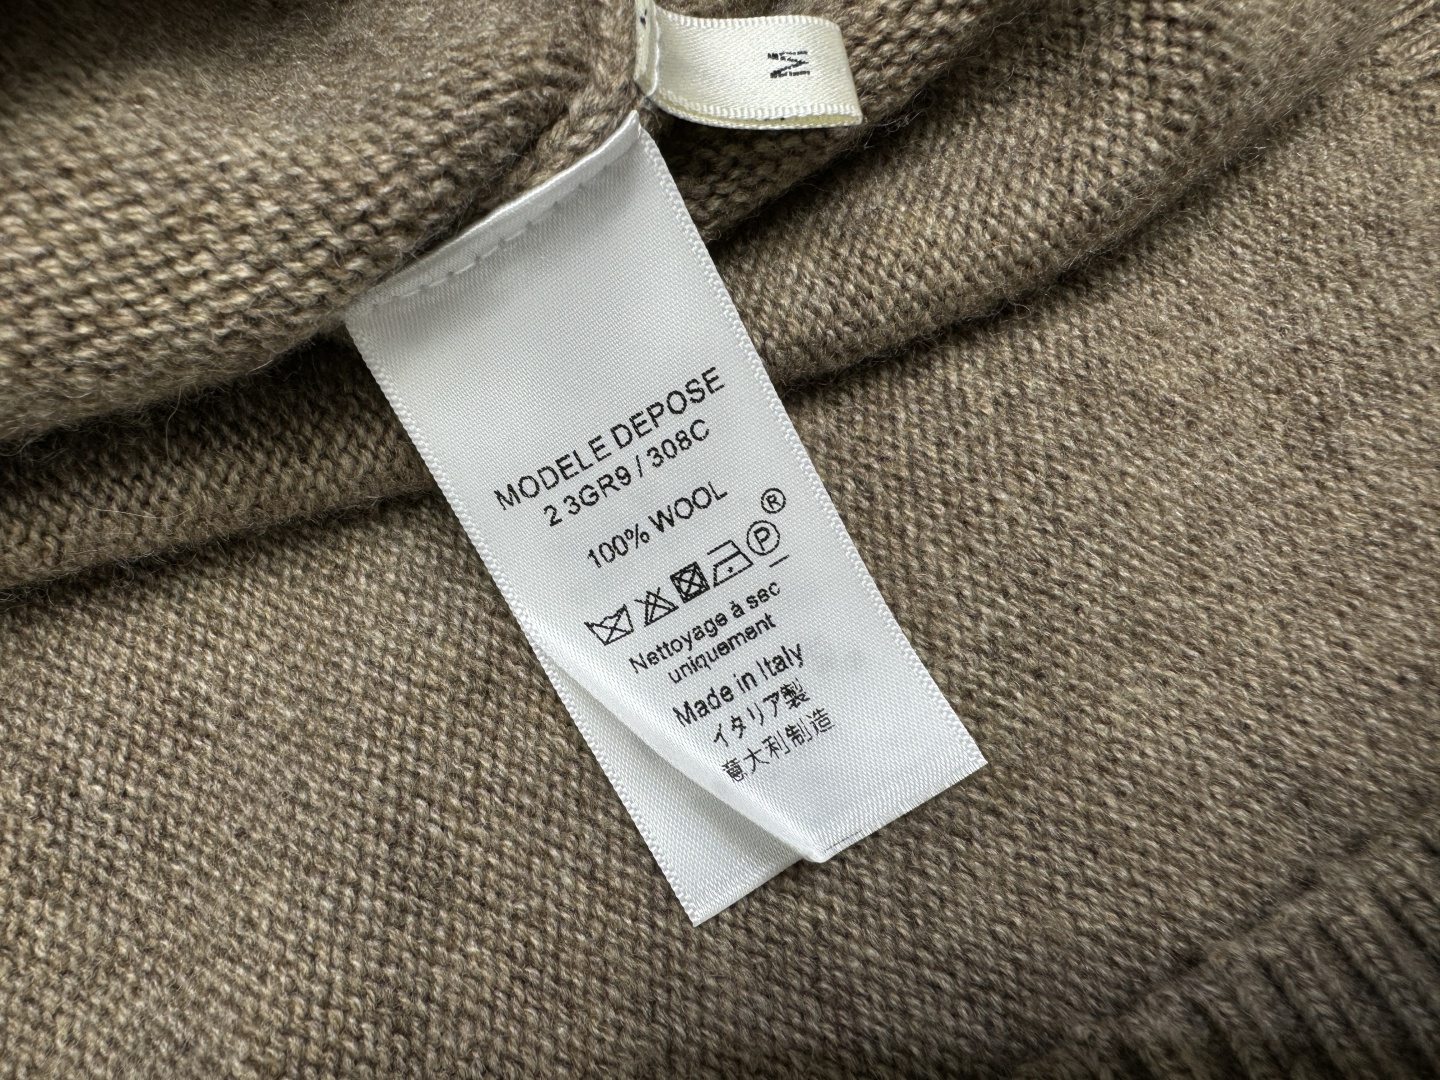 M
MODELE DEPOSE
2 3GR9 / 308C
100% WOOL
P ®
Nettoyage à sec
uniquement
Made in Italy
イタリア製
意大利制造